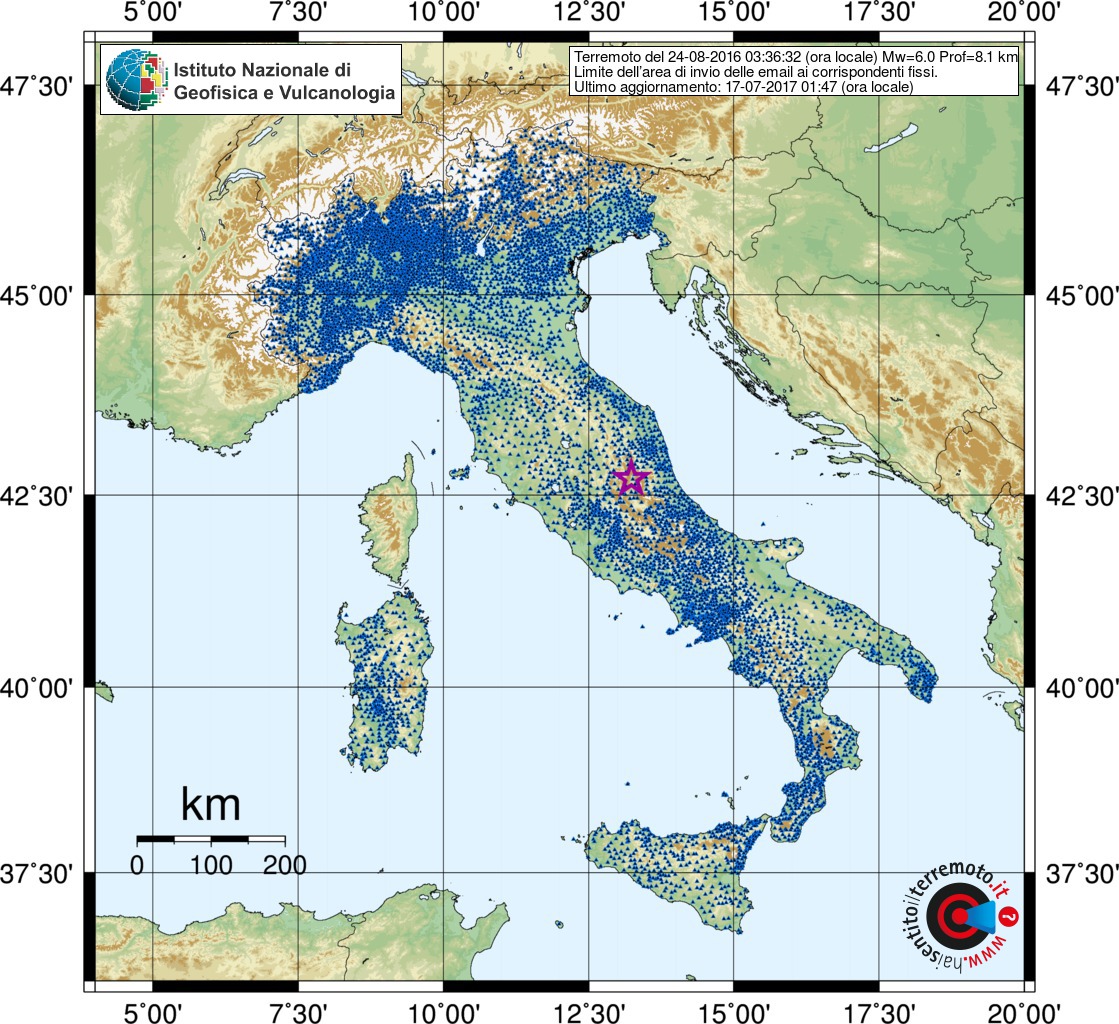 5°00' 7°30' 10°00' 12°30' 15°00' 17°30' 20°00'
Istituto Nazionale di
Geofisica e Vulcanologia
Terremoto del 24-08-2016 03:36:32 (ora locale) Mw=6.0 Prof=8.1 km
Limite dell'area di invio delle email ai corrispondenti fissi.
Ultimo aggiornamento: 17-07-2017 01:47 (ora locale)
47°30' 47°30'
45°00' 45°00'
42°30' 42°30'
40°00' 40°00'
km
0 100 200
37°30' 37°30'
www.haisentitoilterremoto.it
?
5°00' 7°30' 10°00' 12°30' 15°00' 17°30' 20°00'